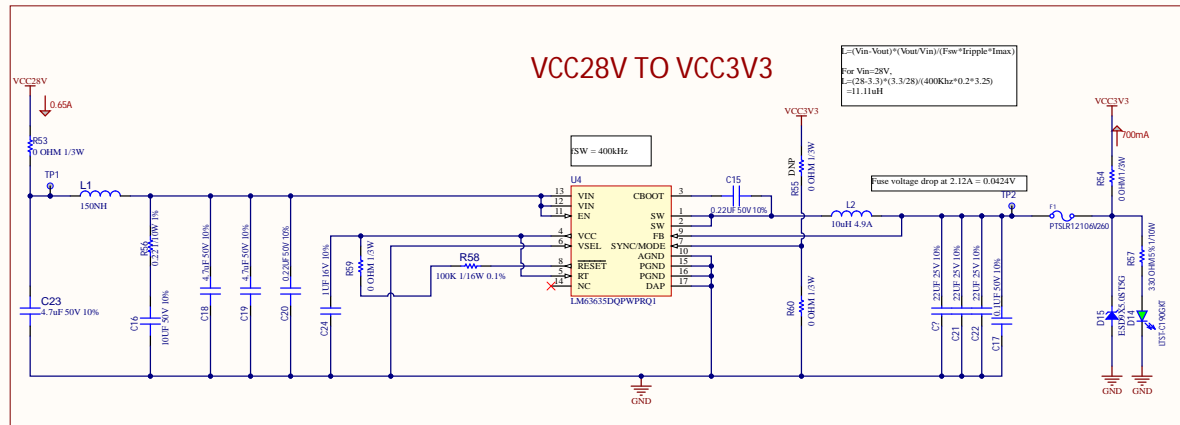 VCC28V TO VCC3V3
L=(Vin-Vout)*(Vout/Vin)/(Fsw*Iripple*Imax)
For Vin=28V,
L=(28-3.3)*(3.3/28)/(400Khz*0.2*3.25)
=11.11uH
VCC28V
0.65A
R53
0 OHM 1/3W
TP1
L1
150NH
R56
0.22 1/10W 1%
C23
4.7uF 50V 10%
C16
10UF 50V 10%
C18
4.7uF 50V 10%
C19
4.7uF 50V 10%
C20
0.22UF 50V 10%
C24
1UF 16V 10%
R59
0 OHM 1/3W
R58
100K 1/16W 0.1%
fSW = 400kHz
U4
13 VIN
12 VIN
11 EN
4 VCC
6 VSEL
8 RESET
5 RT
14 NC
CBOOT 3
SW 1
SW 2
FB 9
SYNC/MODE 7
AGND 10
PGND 15
PGND 16
DAP 17
LM63635DQPWPRQ1
C15
0.22UF 50V 10%
VCC3V3
R55 DNP
0 OHM 1/3W
R60
0 OHM 1/3W
L2
10uH 4.9A
Fuse voltage drop at 2.12A = 0.0424V
TP2
C7
22UF 25V 10%
C21
22UF 25V 10%
C22
22UF 25V 10%
C17
0.1UF 50V 10%
F1
PTSLR12106V260
VCC3V3
700mA
R54
0 OHM 1/3W
R57
330 OHM 5% 1/10W
D15
ESD9X5.0ST5G
D14
LTST-C190GKT
GND
GND
GND